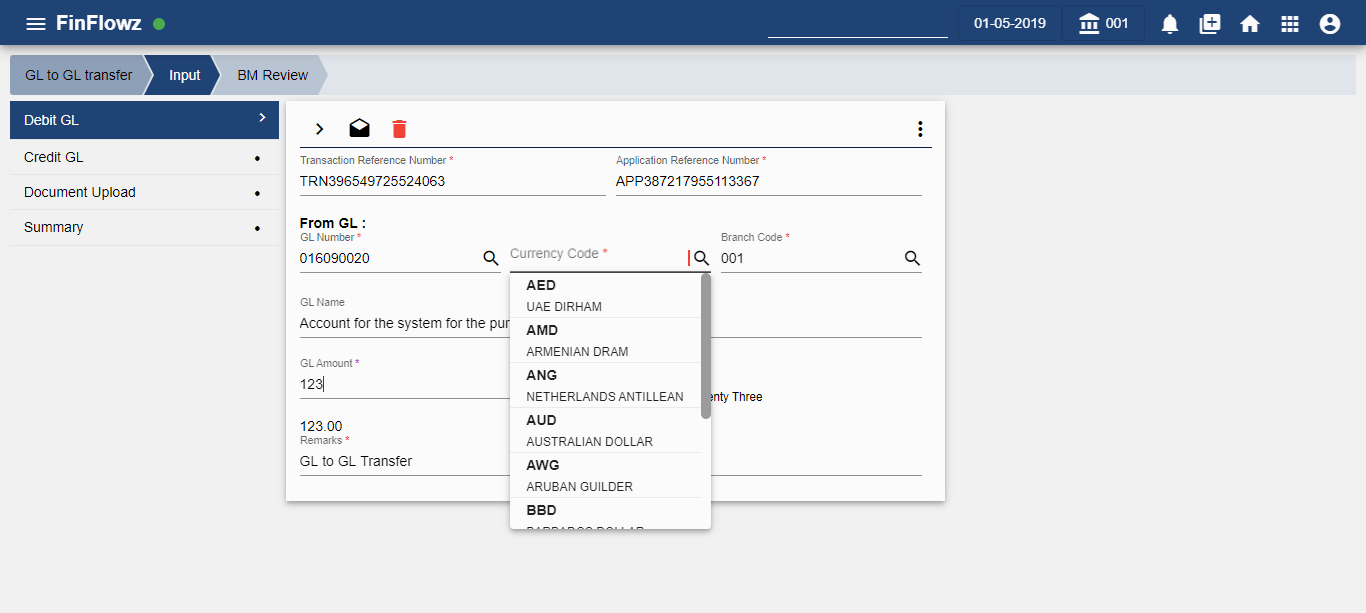 FinFlowz
01-05-2019
001
GL to GL transfer
Input
BM Review
Debit GL
Credit GL
Document Upload
Summary
Transaction Reference Number *
Application Reference Number *
TRN396549725524063
APP387217955113367
From GL :
GL Number *
Currency Code *
Branch Code *
016090020
001
AED
UAE DIRHAM
AMD
ARMENIAN DRAM
ANG
NETHERLANDS ANTILLEAN
AUD
AUSTRALIAN DOLLAR
AWG
ARUBAN GUILDER
BBD
BARBADOS DOLLAR
GL Name
Account for the system for the pur
GL Amount *
123
enty Three
123.00
Remarks *
GL to GL Transfer